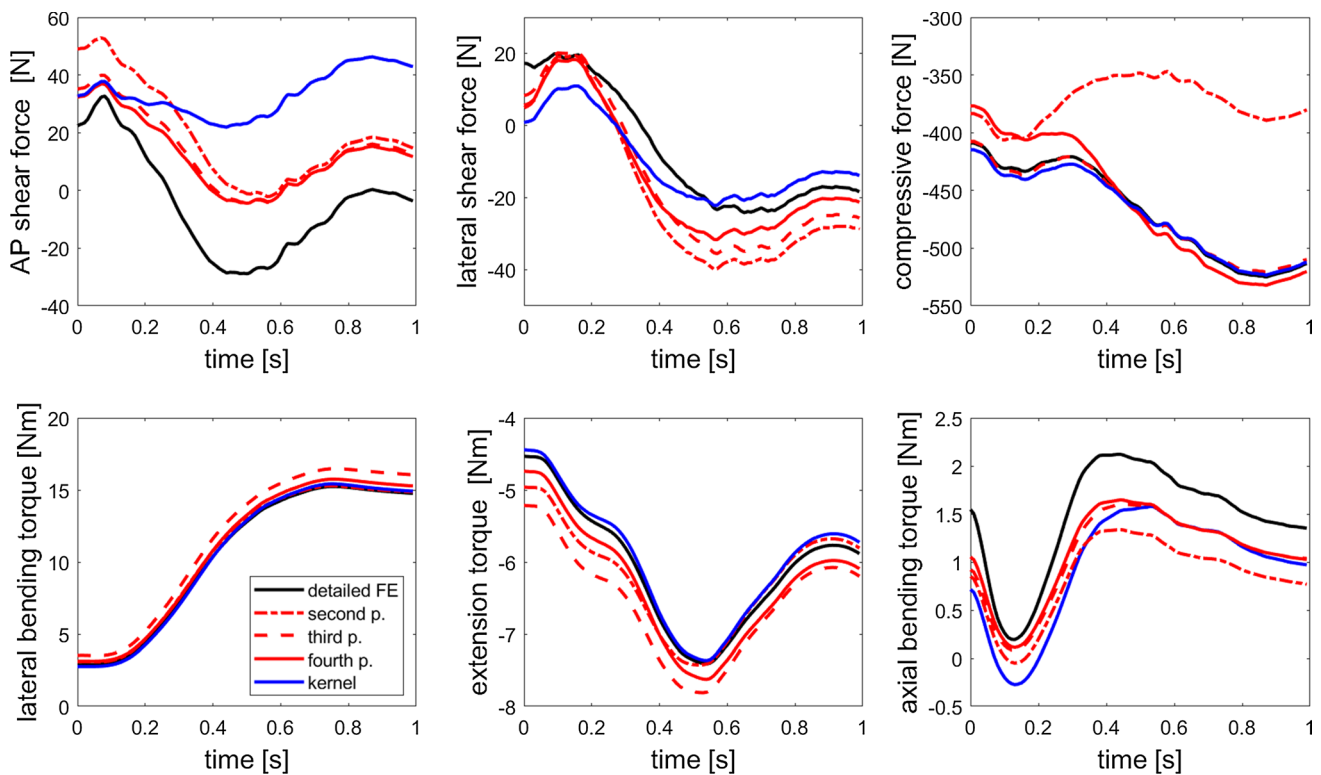 AP shear force [N]
60
40
20
0
-20
-40
0 0.2 0.4 0.6 0.8 1
time [s]
lateral shear force [N]
20
0
-20
-40
0 0.2 0.4 0.6 0.8 1
time [s]
compressive force [N]
-300
-350
-400
-450
-500
-550
0 0.2 0.4 0.6 0.8 1
time [s]
lateral bending torque [Nm]
20
15
10
5
0
0 0.2 0.4 0.6 0.8 1
time [s]
detailed FE
second p.
third p.
fourth p.
kernel
extension torque [Nm]
-4
-5
-6
-7
-8
0 0.2 0.4 0.6 0.8 1
time [s]
axial bending torque [Nm]
2.5
2
1.5
1
0.5
0
-0.5
0 0.2 0.4 0.6 0.8 1
time [s]